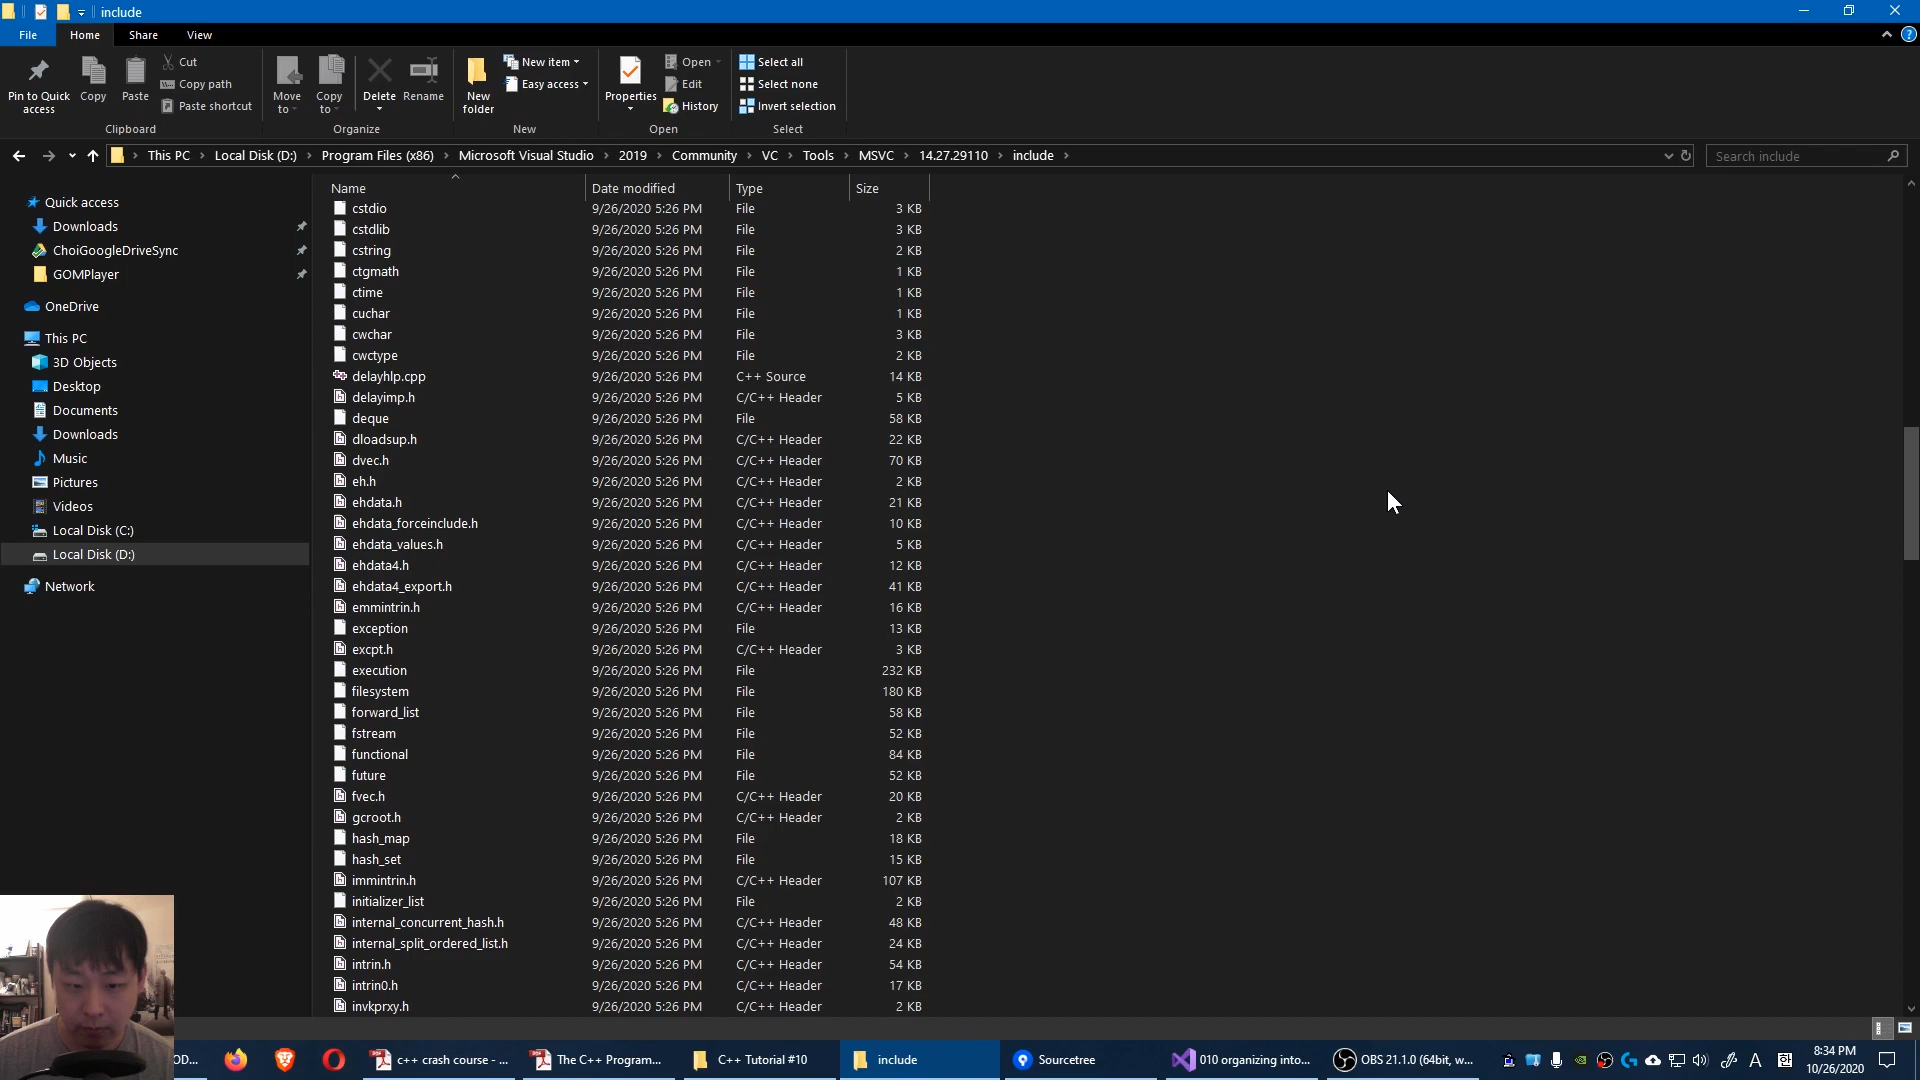 include
File Home Share View
Pin to Quick access
Copy
Paste
Cut
Copy path
Paste shortcut
Clipboard
Move to
Copy to
Delete
Rename
Organize
New folder
New item
Easy access
New
Properties
Open
Edit
History
Open
Select all
Select none
Invert selection
Select
This PC Local Disk (D:) Program Files (x86) Microsoft Visual Studio 2019 Community VC Tools MSVC 14.27.29110 include
Search include
Quick access
Downloads
ChoiGoogleDriveSync
GOMPlayer
OneDrive
This PC
3D Objects
Desktop
Documents
Downloads
Music
Pictures
Videos
Local Disk (C:)
Local Disk (D:)
Network
Name Date modified Type Size
cstdio 9/26/2020 5:26 PM File 3 KB
cstdlib 9/26/2020 5:26 PM File 3 KB
cstring 9/26/2020 5:26 PM File 2 KB
ctgmath 9/26/2020 5:26 PM File 1 KB
ctime 9/26/2020 5:26 PM File 1 KB
cuchar 9/26/2020 5:26 PM File 1 KB
cwchar 9/26/2020 5:26 PM File 3 KB
cwctype 9/26/2020 5:26 PM File 2 KB
delayhlp.cpp 9/26/2020 5:26 PM C++ Source 14 KB
delayimp.h 9/26/2020 5:26 PM C/C++ Header 5 KB
deque 9/26/2020 5:26 PM File 58 KB
dloadsup.h 9/26/2020 5:26 PM C/C++ Header 22 KB
dvec.h 9/26/2020 5:26 PM C/C++ Header 70 KB
eh.h 9/26/2020 5:26 PM C/C++ Header 2 KB
ehdata.h 9/26/2020 5:26 PM C/C++ Header 21 KB
ehdata_forceinclude.h 9/26/2020 5:26 PM C/C++ Header 10 KB
ehdata_values.h 9/26/2020 5:26 PM C/C++ Header 5 KB
ehdata4.h 9/26/2020 5:26 PM C/C++ Header 12 KB
ehdata4_export.h 9/26/2020 5:26 PM C/C++ Header 41 KB
emmintrin.h 9/26/2020 5:26 PM C/C++ Header 16 KB
exception 9/26/2020 5:26 PM File 13 KB
excpt.h 9/26/2020 5:26 PM C/C++ Header 3 KB
execution 9/26/2020 5:26 PM File 232 KB
filesystem 9/26/2020 5:26 PM File 180 KB
forward_list 9/26/2020 5:26 PM File 58 KB
fstream 9/26/2020 5:26 PM File 52 KB
functional 9/26/2020 5:26 PM File 84 KB
future 9/26/2020 5:26 PM File 52 KB
fvec.h 9/26/2020 5:26 PM C/C++ Header 20 KB
gcroot.h 9/26/2020 5:26 PM C/C++ Header 2 KB
hash_map 9/26/2020 5:26 PM File 18 KB
hash_set 9/26/2020 5:26 PM File 15 KB
immintrin.h 9/26/2020 5:26 PM C/C++ Header 107 KB
initializer_list 9/26/2020 5:26 PM File 2 KB
internal_concurrent_hash.h 9/26/2020 5:26 PM C/C++ Header 48 KB
internal_split_ordered_list.h 9/26/2020 5:26 PM C/C++ Header 24 KB
intrin.h 9/26/2020 5:26 PM C/C++ Header 54 KB
intrin0.h 9/26/2020 5:26 PM C/C++ Header 17 KB
invkprxy.h 9/26/2020 5:26 PM C/C++ Header 2 KB
OD... c++ crash course - ... The C++ Program... C++ Tutorial #10 include Sourcetree 010 organizing into... OBS 21.1.0 (64bit, w... A 8:34 PM
10/26/2020